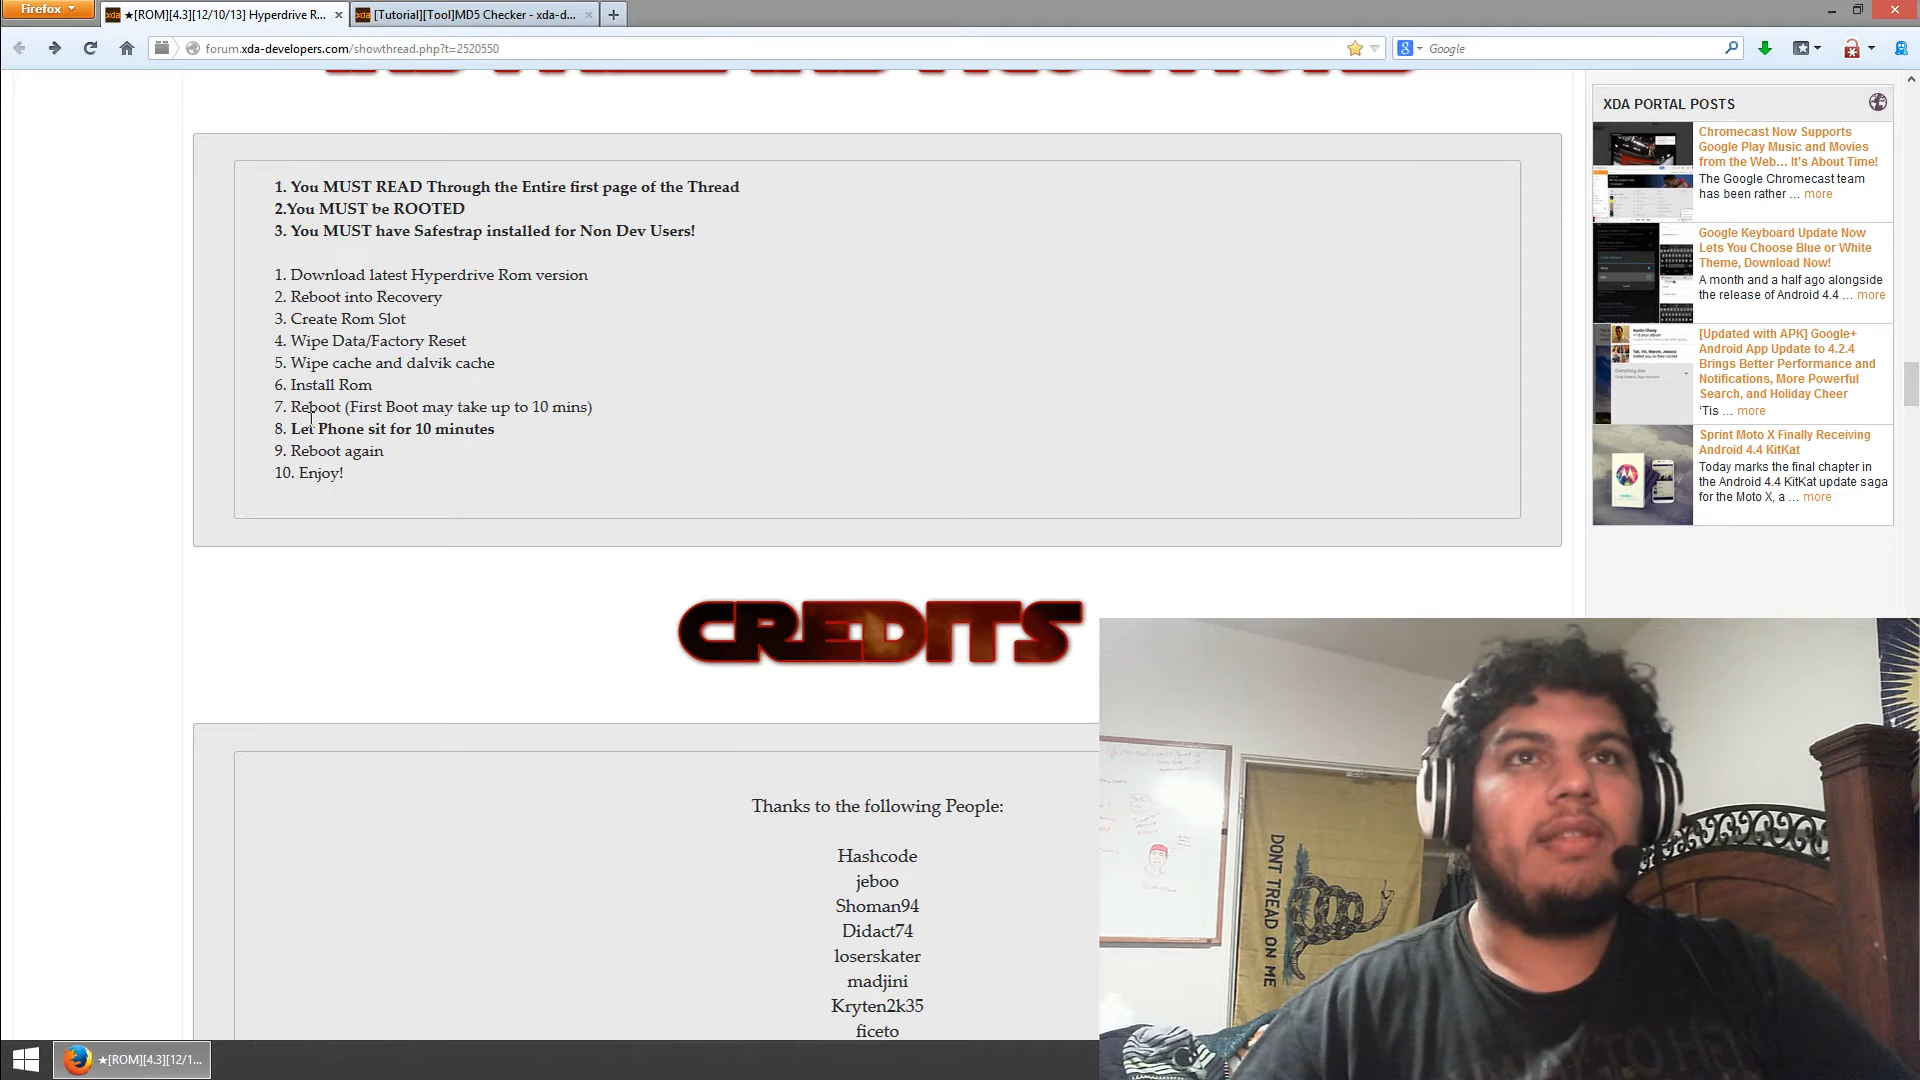 Firefox
★[ROM][4.3][12/10/13] Hyperdrive R...
[Tutorial][Tool]MD5 Checker - xda-d...
forum.xda-developers.com/showthread.php?t=2520550
Google
1. You MUST READ Through the Entire first page of the Thread
2.You MUST be ROOTED
3. You MUST have Safestrap installed for Non Dev Users!
1. Download latest Hyperdrive Rom version
2. Reboot into Recovery
3. Create Rom Slot
4. Wipe Data/Factory Reset
5. Wipe cache and dalvik cache
6. Install Rom
7. Reboot (First Boot may take up to 10 mins)
8. Let Phone sit for 10 minutes
9. Reboot again
10. Enjoy!
CREDITS
Thanks to the following People:
Hashcode
jeboo
Shoman94
Didact74
loserskater
madjini
Kryten2k35
ficeto
XDA PORTAL POSTS
Chromecast Now Supports
Google Play Music and Movies
from the Web… It's About Time!
The Google Chromecast team
has been rather … more
Google Keyboard Update Now
Lets You Choose Blue or White
Theme, Download Now!
A month and a half ago alongside
the release of Android 4.4 … more
[Updated with APK] Google+
Android App Update to 4.2.4
Brings Better Performance and
Notifications, More Powerful
Search, and Holiday Cheer
'Tis … more
Sprint Moto X Finally Receiving
Android 4.4 KitKat
Today marks the final chapter in
the Android 4.4 KitKat update saga
for the Moto X, a … more
DONT TREAD ON ME
★[ROM][4.3][12/1...